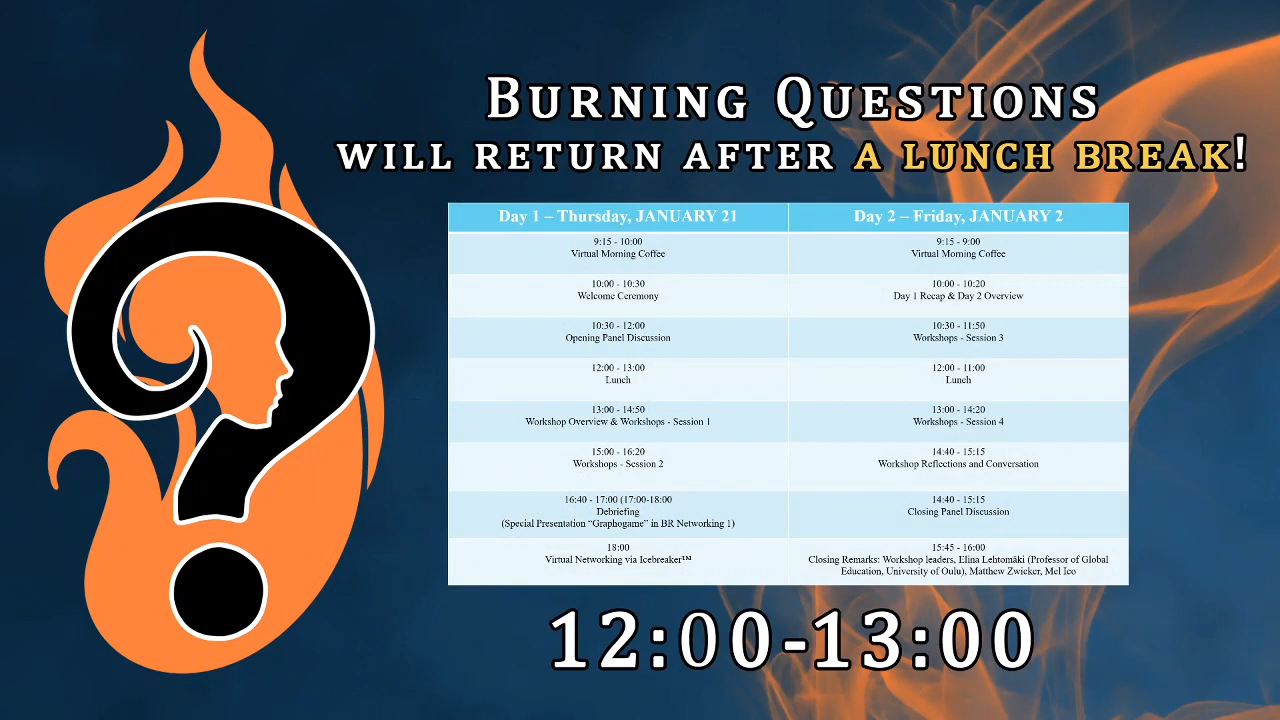 Burning Questions
will return after a lunch break!
Day 1 – Thursday, JANUARY 21
Day 2 – Friday, JANUARY 2
9:15 - 10:00
Virtual Morning Coffee
9:15 - 9:00
Virtual Morning Coffee
10:00 - 10:30
Welcome Ceremony
10:00 - 10:20
Day 1 Recap & Day 2 Overview
10:30 - 12:00
Opening Panel Discussion
10:30 - 11:50
Workshops - Session 3
12:00 - 13:00
Lunch
12:00 - 11:00
Lunch
13:00 - 14:50
Workshop Overview & Workshops - Session 1
13:00 - 14:20
Workshops - Session 4
15:00 - 16:20
Workshops - Session 2
14:40 - 15:15
Workshop Reflections and Conversation
16:40 - 17:00 (17:00-18:00
Debriefing
(Special Presentation “Graphogame” in BR Networking 1)
14:40 - 15:15
Closing Panel Discussion
18:00
Virtual Networking via Icebreaker™
15:45 - 16:00
Closing Remarks: Workshop leaders, Elina Lehtomäki (Professor of Global
Education, University of Oulu), Matthew Zwicker, Mel Ico
12:00-13:00